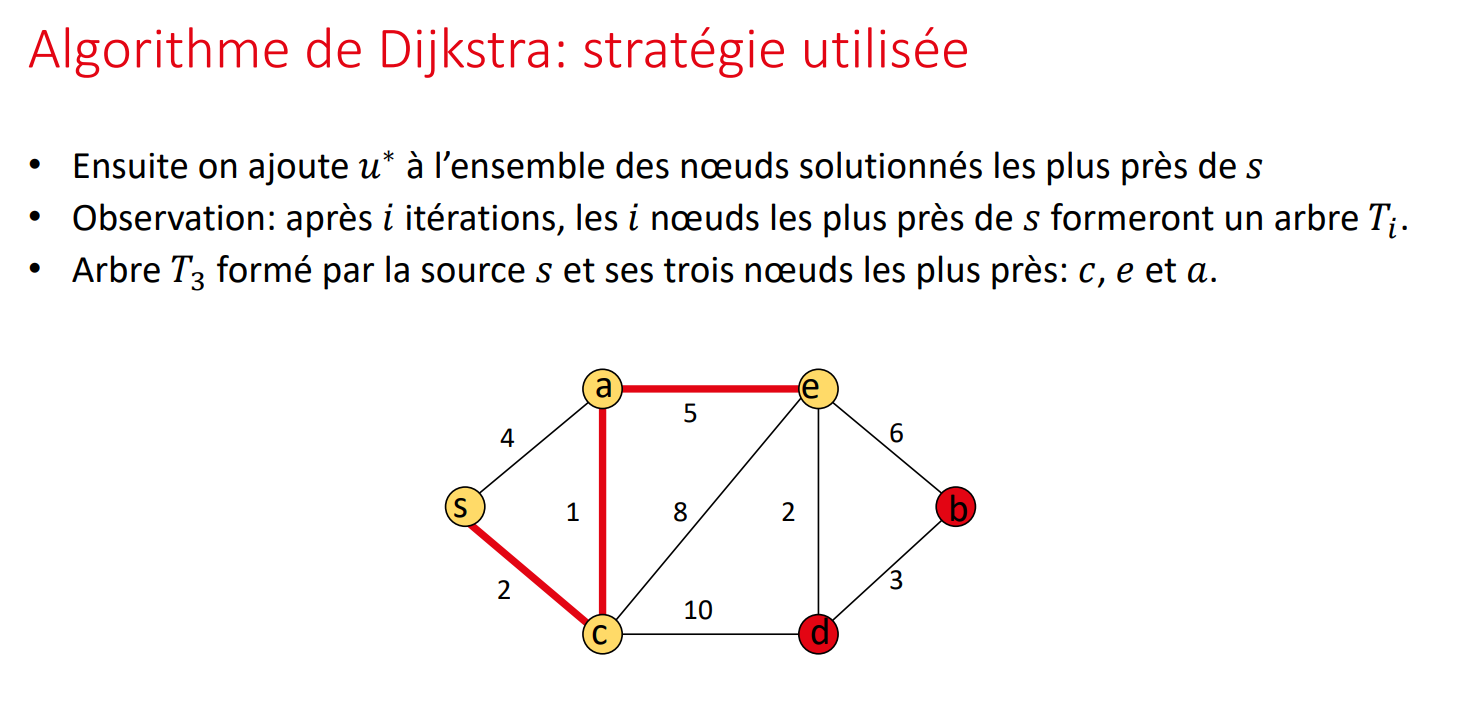 Algorithme de Dijkstra: stratégie utilisée
• Ensuite on ajoute u* à l’ensemble des nœuds solutionnés les plus près de s
• Observation: après i itérations, les i nœuds les plus près de s formeront un arbre Tᵢ.
• Arbre T₃ formé par la source s et ses trois nœuds les plus près: c, e et a.
a
e
5
4
6
s
1
8
2
b
2
3
10
c
d